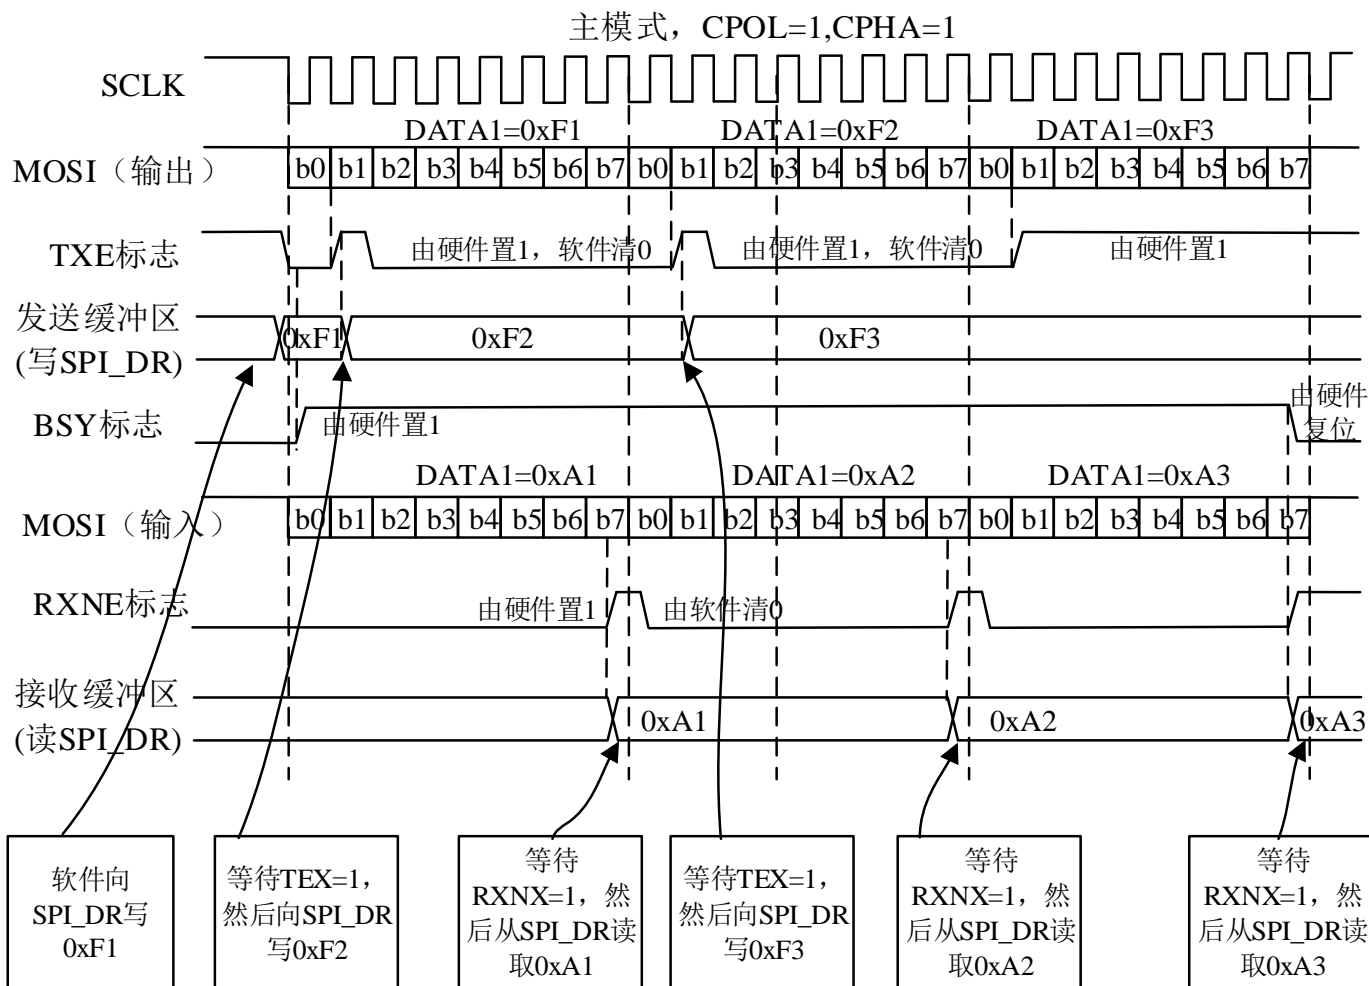 主模式，CPOL=1,CPHA=1
SCLK
DATA1=0xF1 DATA1=0xF2 DATA1=0xF3
MOSI（输出） b0 b1 b2 b3 b4 b5 b6 b7 b0 b1 b2 b3 b4 b5 b6 b7 b0 b1 b2 b3 b4 b5 b6 b7
TXE标志 由硬件置1，软件清0 由硬件置1，软件清0 由硬件置1
发送缓冲区
(写SPI_DR)
0xF1 0xF2 0xF3
BSY标志 由硬件置1
由硬件
复位
DATA1=0xA1 DATA1=0xA2 DATA1=0xA3
MOSI（输入） b0 b1 b2 b3 b4 b5 b6 b7 b0 b1 b2 b3 b4 b5 b6 b7 b0 b1 b2 b3 b4 b5 b6 b7
RXNE标志 由硬件置1 由软件清0
接收缓冲区
(读SPI_DR)
0xA1 0xA2 0xA3
软件向
SPI_DR写
0xF1
等待TEX=1，
然后向SPI_DR
写0xF2
等待
RXNX=1，然
后从SPI_DR读
取0xA1
等待TEX=1，
然后向SPI_DR
写0xF3
等待
RXNX=1，然
后从SPI_DR读
取0xA2
等待
RXNX=1，然
后从SPI_DR读
取0xA3